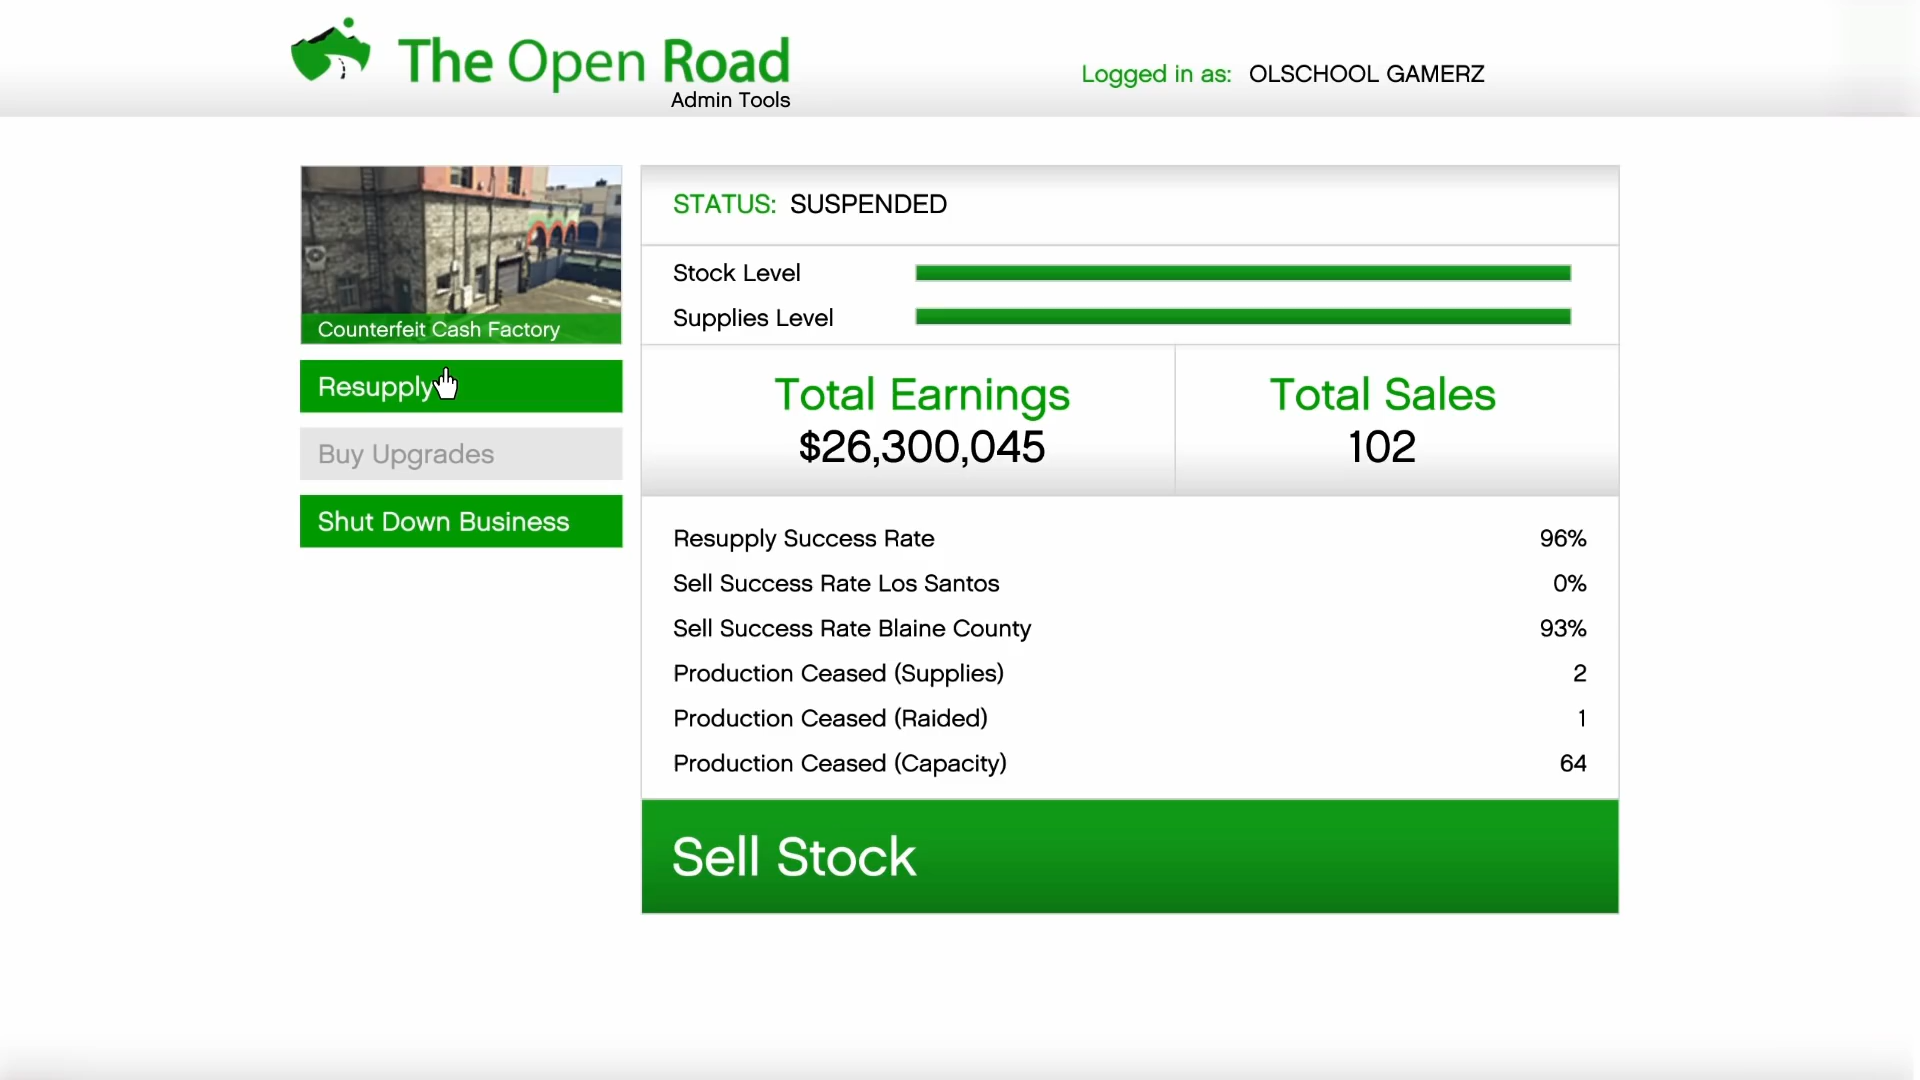 The Open Road
Admin Tools
Logged in as: OLSCHOOL GAMERZ
Counterfeit Cash Factory
Resupply
Buy Upgrades
Shut Down Business
STATUS: SUSPENDED
Stock Level
Supplies Level
Total Earnings
$26,300,045
Total Sales
102
Resupply Success Rate 96%
Sell Success Rate Los Santos 0%
Sell Success Rate Blaine County 93%
Production Ceased (Supplies) 2
Production Ceased (Raided) 1
Production Ceased (Capacity) 64
Sell Stock